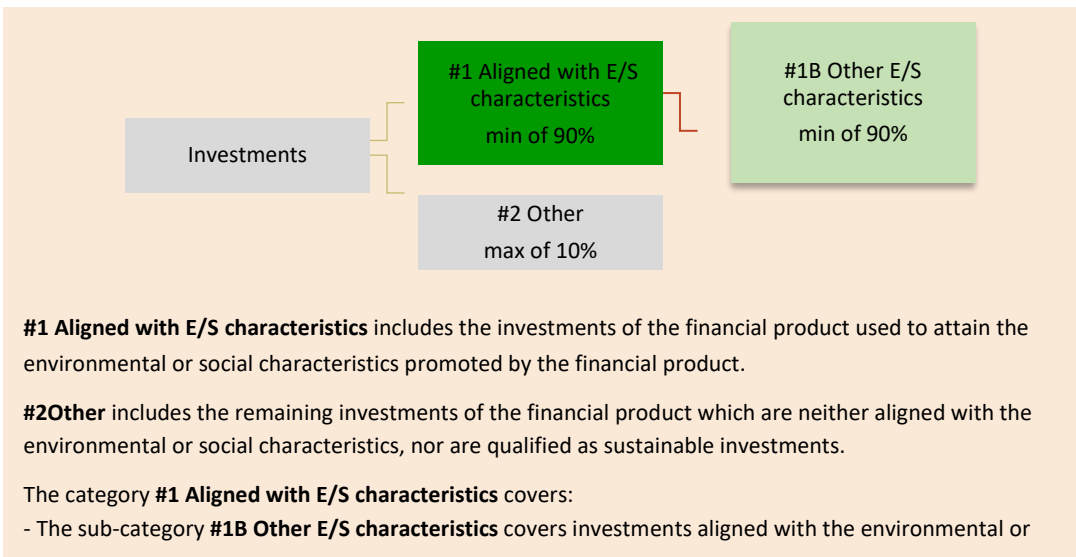 #1 Aligned with E/S
characteristics
min of 90%
#1B Other E/S
characteristics
min of 90%
Investments
#2 Other
max of 10%
#1 Aligned with E/S characteristics includes the investments of the financial product used to attain the
environmental or social characteristics promoted by the financial product.
#2Other includes the remaining investments of the financial product which are neither aligned with the
environmental or social characteristics, nor are qualified as sustainable investments.
The category #1 Aligned with E/S characteristics covers:
- The sub-category #1B Other E/S characteristics covers investments aligned with the environmental or